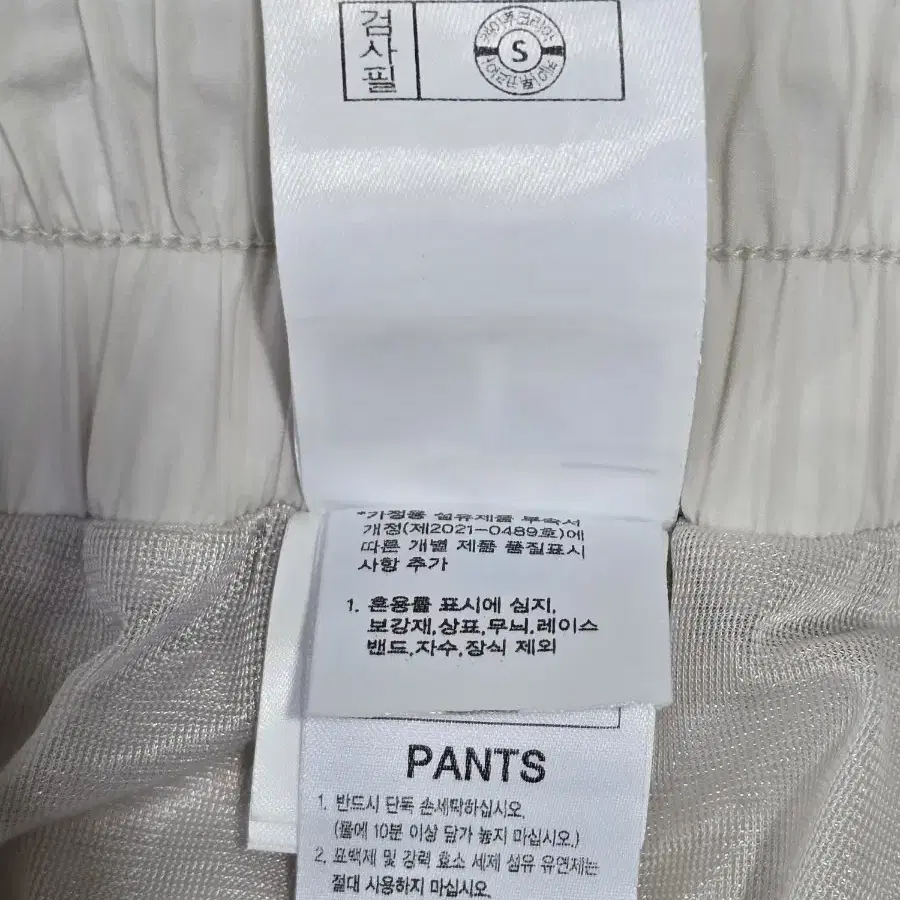 검사필
S
*가정용 섬유제품 부속서
개정(제2021-0489호)에
따른 개별 제품 품질표시
사항 추가
1. 혼용률 표시에 심지,
보강재,상표,무늬,레이스
밴드,자수,장식 제외
PANTS
1. 반드시 단독 손세탁하십시오.
(물에 10분 이상 담가 놓지 마십시오.)
2. 표백제 및 강력 효소 세제 섬유 유연제는
절대 사용하지 마십시오.